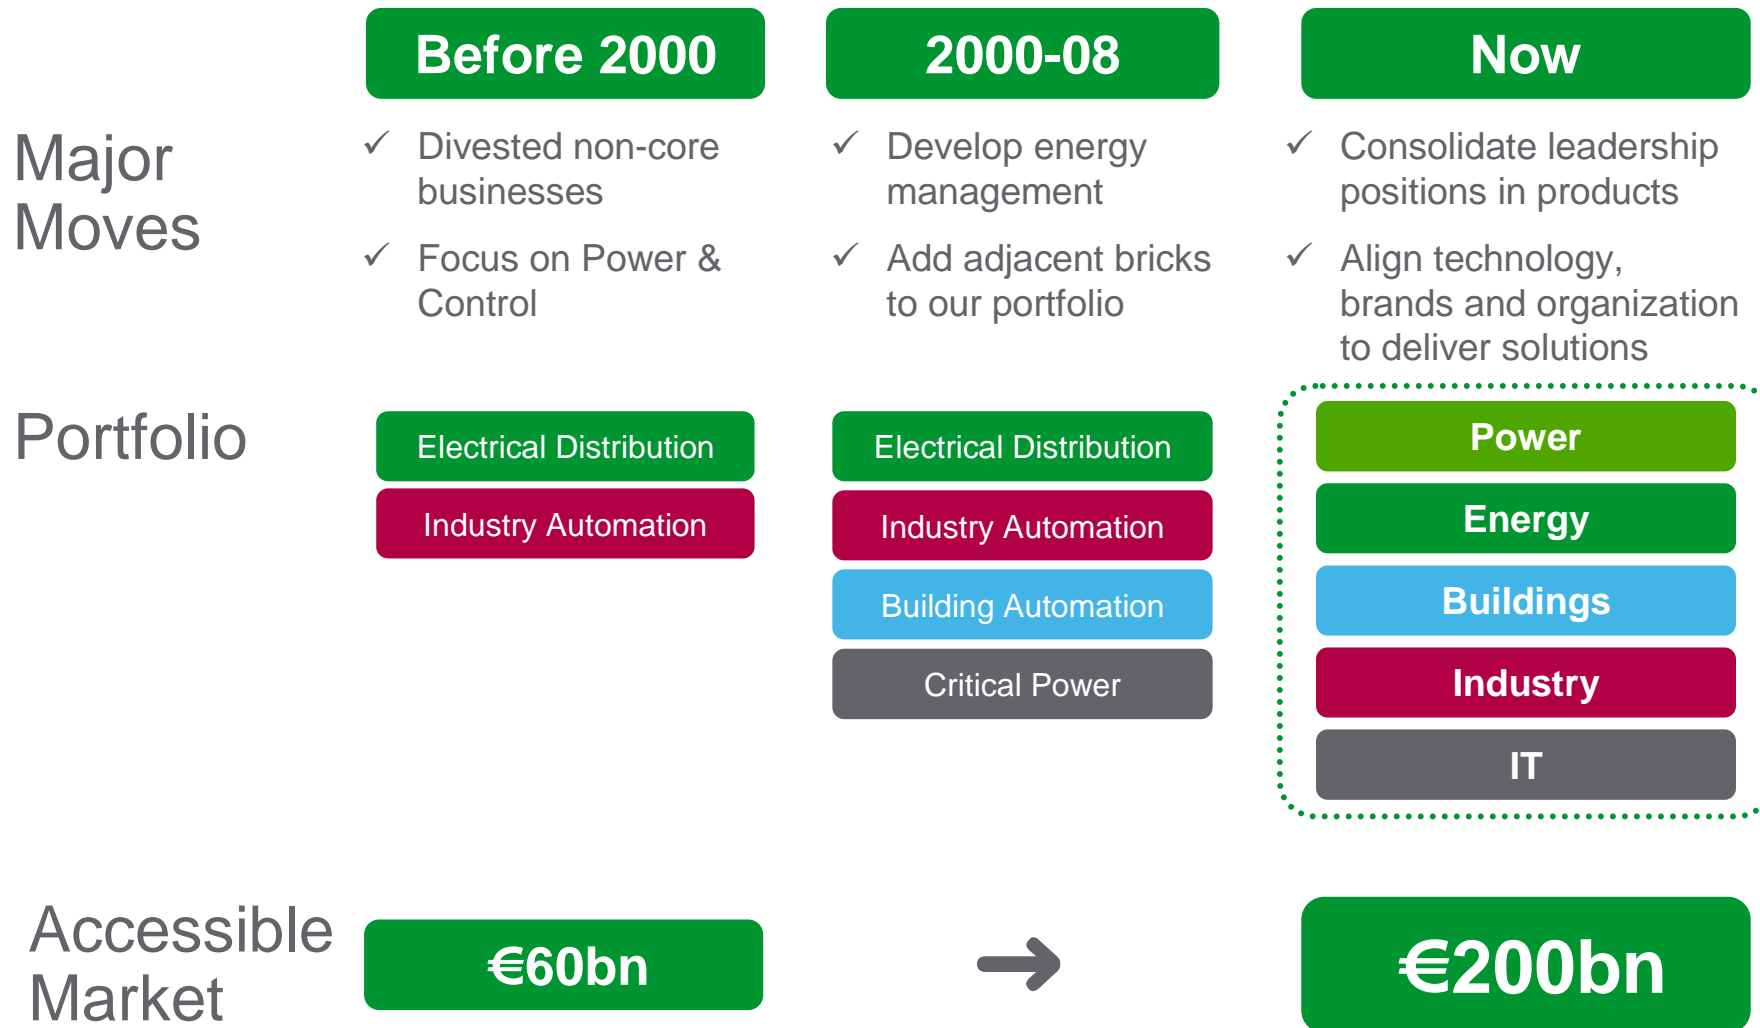 Before 2000
2000-08
Now
Major
Moves
✓ Divested non-core
businesses
✓ Focus on Power &
Control
✓ Develop energy
management
✓ Add adjacent bricks
to our portfolio
✓ Consolidate leadership
positions in products
✓ Align technology,
brands and organization
to deliver solutions
Portfolio
Electrical Distribution
Industry Automation
Electrical Distribution
Industry Automation
Building Automation
Critical Power
Power
Energy
Buildings
Industry
IT
Accessible
Market
€60bn
€200bn